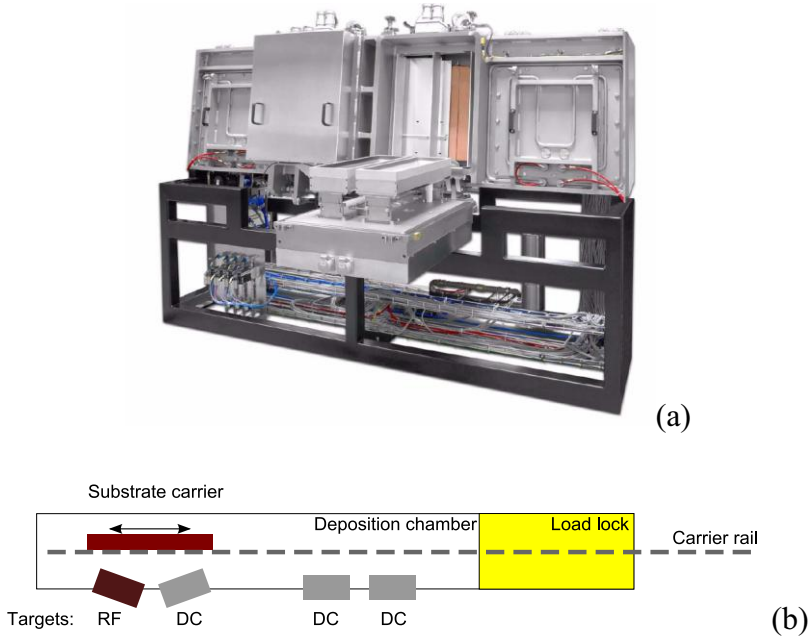 (a)
Substrate carrier
Deposition chamber
Load lock
Carrier rail
Targets: RF DC DC DC
(b)